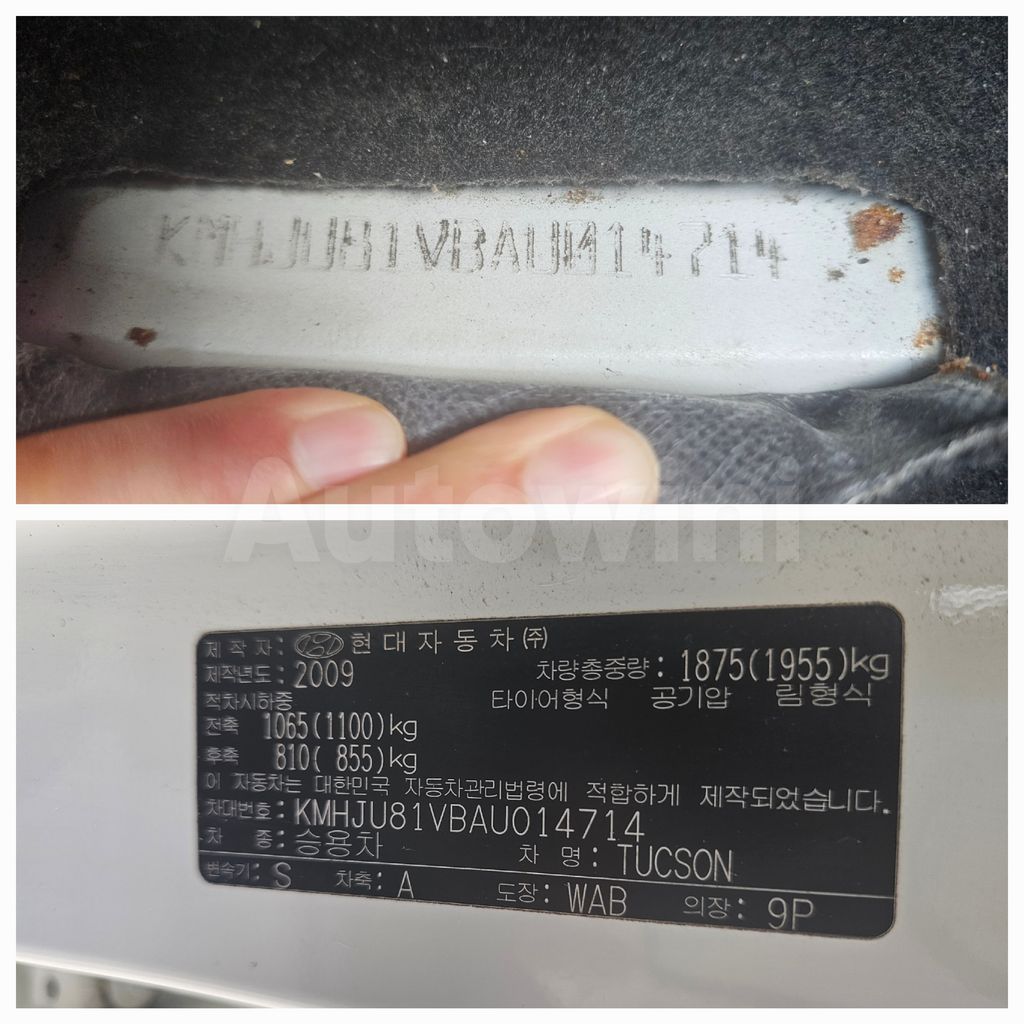 KMHJU81VBAU014714
Autowini
제 작 자 : 현 대 자 동 차 ㈜
제작년도 : 2009 차량총중량 : 1875(1955)kg
적차시하중 타이어형식 공기압 림형식
전축 1065(1100)kg
후축 810( 855)kg
이 자동차는 대한민국 자동차관리법령에 적합하게 제작되었습니다.
차대번호 : KMHJU81VBAU014714
차 종 : 승용차 차 명 : TUCSON
변속기 : S 차축 : A 도장 : WAB 의장 : 9P